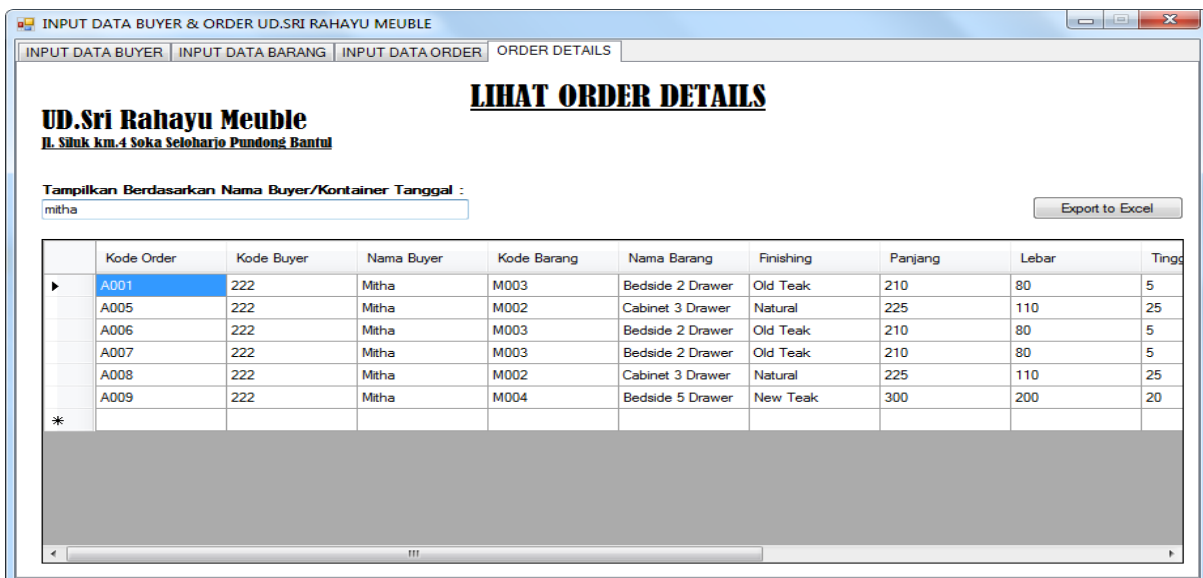 INPUT DATA BUYER & ORDER UD.SRI RAHAYU MEUBLE
INPUT DATA BUYER INPUT DATA BARANG INPUT DATA ORDER ORDER DETAILS
LIHAT ORDER DETAILS
UD.Sri Rahayu Meuble
Jl. Siluk km.4 Soka Seloharjo Pundong Bantul
Tampilkan Berdasarkan Nama Buyer/Kontainer Tanggal :
mitha
Export to Excel
Kode Order Kode Buyer Nama Buyer Kode Barang Nama Barang Finishing Panjang Lebar Tingg
A001 222 Mitha M003 Bedside 2 Drawer Old Teak 210 80 5
A005 222 Mitha M002 Cabinet 3 Drawer Natural 225 110 25
A006 222 Mitha M003 Bedside 2 Drawer Old Teak 210 80 5
A007 222 Mitha M003 Bedside 2 Drawer Old Teak 210 80 5
A008 222 Mitha M002 Cabinet 3 Drawer Natural 225 110 25
A009 222 Mitha M004 Bedside 5 Drawer New Teak 300 200 20